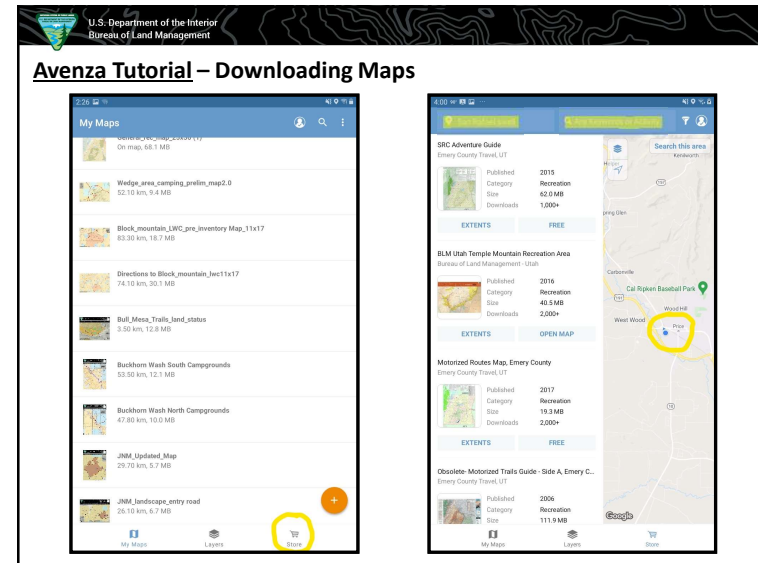 U.S. Department of the Interior
Bureau of Land Management
Avenza Tutorial – Downloading Maps
2:26
My Maps
General_rec_map_25x38 (1)
On map, 68.1 MB
Wedge_area_camping_prelim_map2.0
52.10 km, 9.4 MB
Block_mountain_LWC_pre_inventory Map_11x17
83.30 km, 18.7 MB
Directions to Block_mountain_lwc11x17
74.10 km, 30.1 MB
Bull_Mesa_Trails_land_status
3.50 km, 12.8 MB
Buckhorn Wash South Campgrounds
53.50 km, 12.1 MB
Buckhorn Wash North Campgrounds
47.80 km, 10.0 MB
JNM_Updated_Map
29.70 km, 5.7 MB
JNM_landscape_entry road
26.10 km, 6.7 MB
My Maps
Layers
Store
4:00
SRC Adventure Guide
Emery County Travel, UT
Published 2015
Category Recreation
Size 62.0 MB
Downloads 1,000+
EXTENTS FREE
BLM Utah Temple Mountain Recreation Area
Bureau of Land Management - Utah
Published 2016
Category Recreation
Size 40.5 MB
Downloads 2,000+
EXTENTS OPEN MAP
Motorized Routes Map, Emery County
Emery County Travel, UT
Published 2017
Category Recreation
Size 19.3 MB
Downloads 2,000+
EXTENTS FREE
Obsolete- Motorized Trails Guide - Side A, Emery C...
Emery County Travel, UT
Published 2006
Category Recreation
Size 111.9 MB
Search this area
Helper
Kenilworth
Spring Glen
Carbonville
Cal Ripken Baseball Park
Wood Hill
West Wood
Price
10
Google
My Maps
Layers
Store